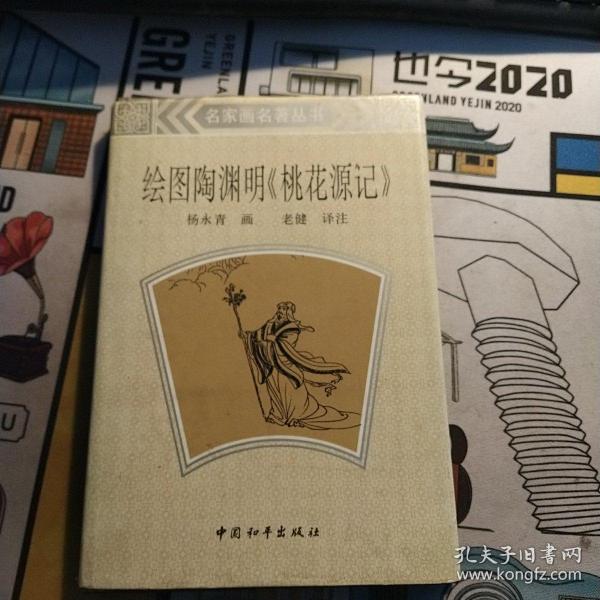 名家画名著丛书
绘图陶渊明《桃花源记》
杨永青 画 老健 译注
中国和平出版社
GREENLAND
YEJIN
GRE
也今2020
GREENLAND YEJIN 2020
D
U
孔夫子旧书网
www.kongfz.com